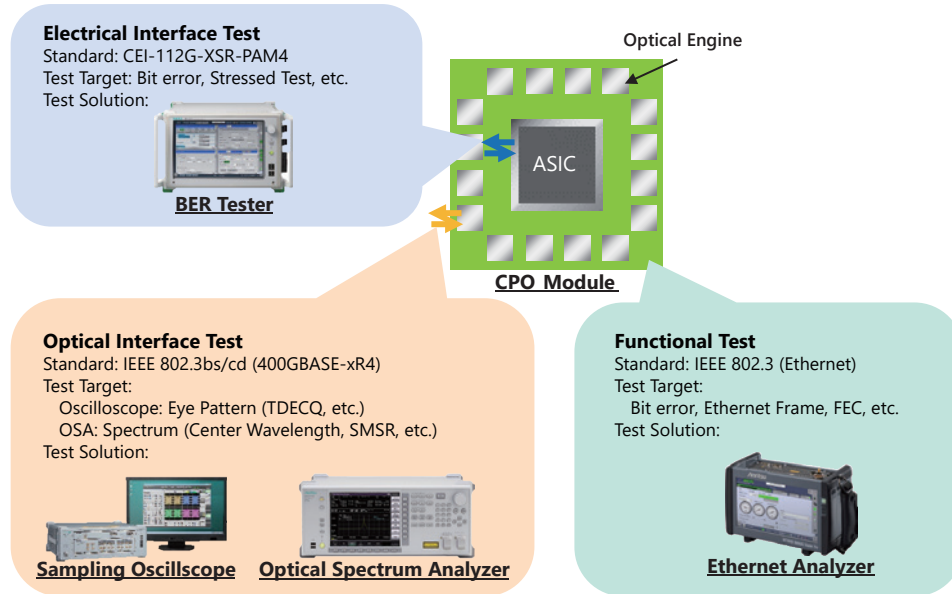 Electrical Interface Test
Standard: CEI-112G-XSR-PAM4
Test Target: Bit error, Stressed Test, etc.
Test Solution:
BER Tester
Optical Engine
ASIC
CPO Module
Optical Interface Test
Standard: IEEE 802.3bs/cd (400GBASE-xR4)
Test Target:
Oscilloscope: Eye Pattern (TDECQ, etc.)
OSA: Spectrum (Center Wavelength, SMSR, etc.)
Test Solution:
Sampling Oscillscope
Optical Spectrum Analyzer
Functional Test
Standard: IEEE 802.3 (Ethernet)
Test Target:
Bit error, Ethernet Frame, FEC, etc.
Test Solution:
Ethernet Analyzer